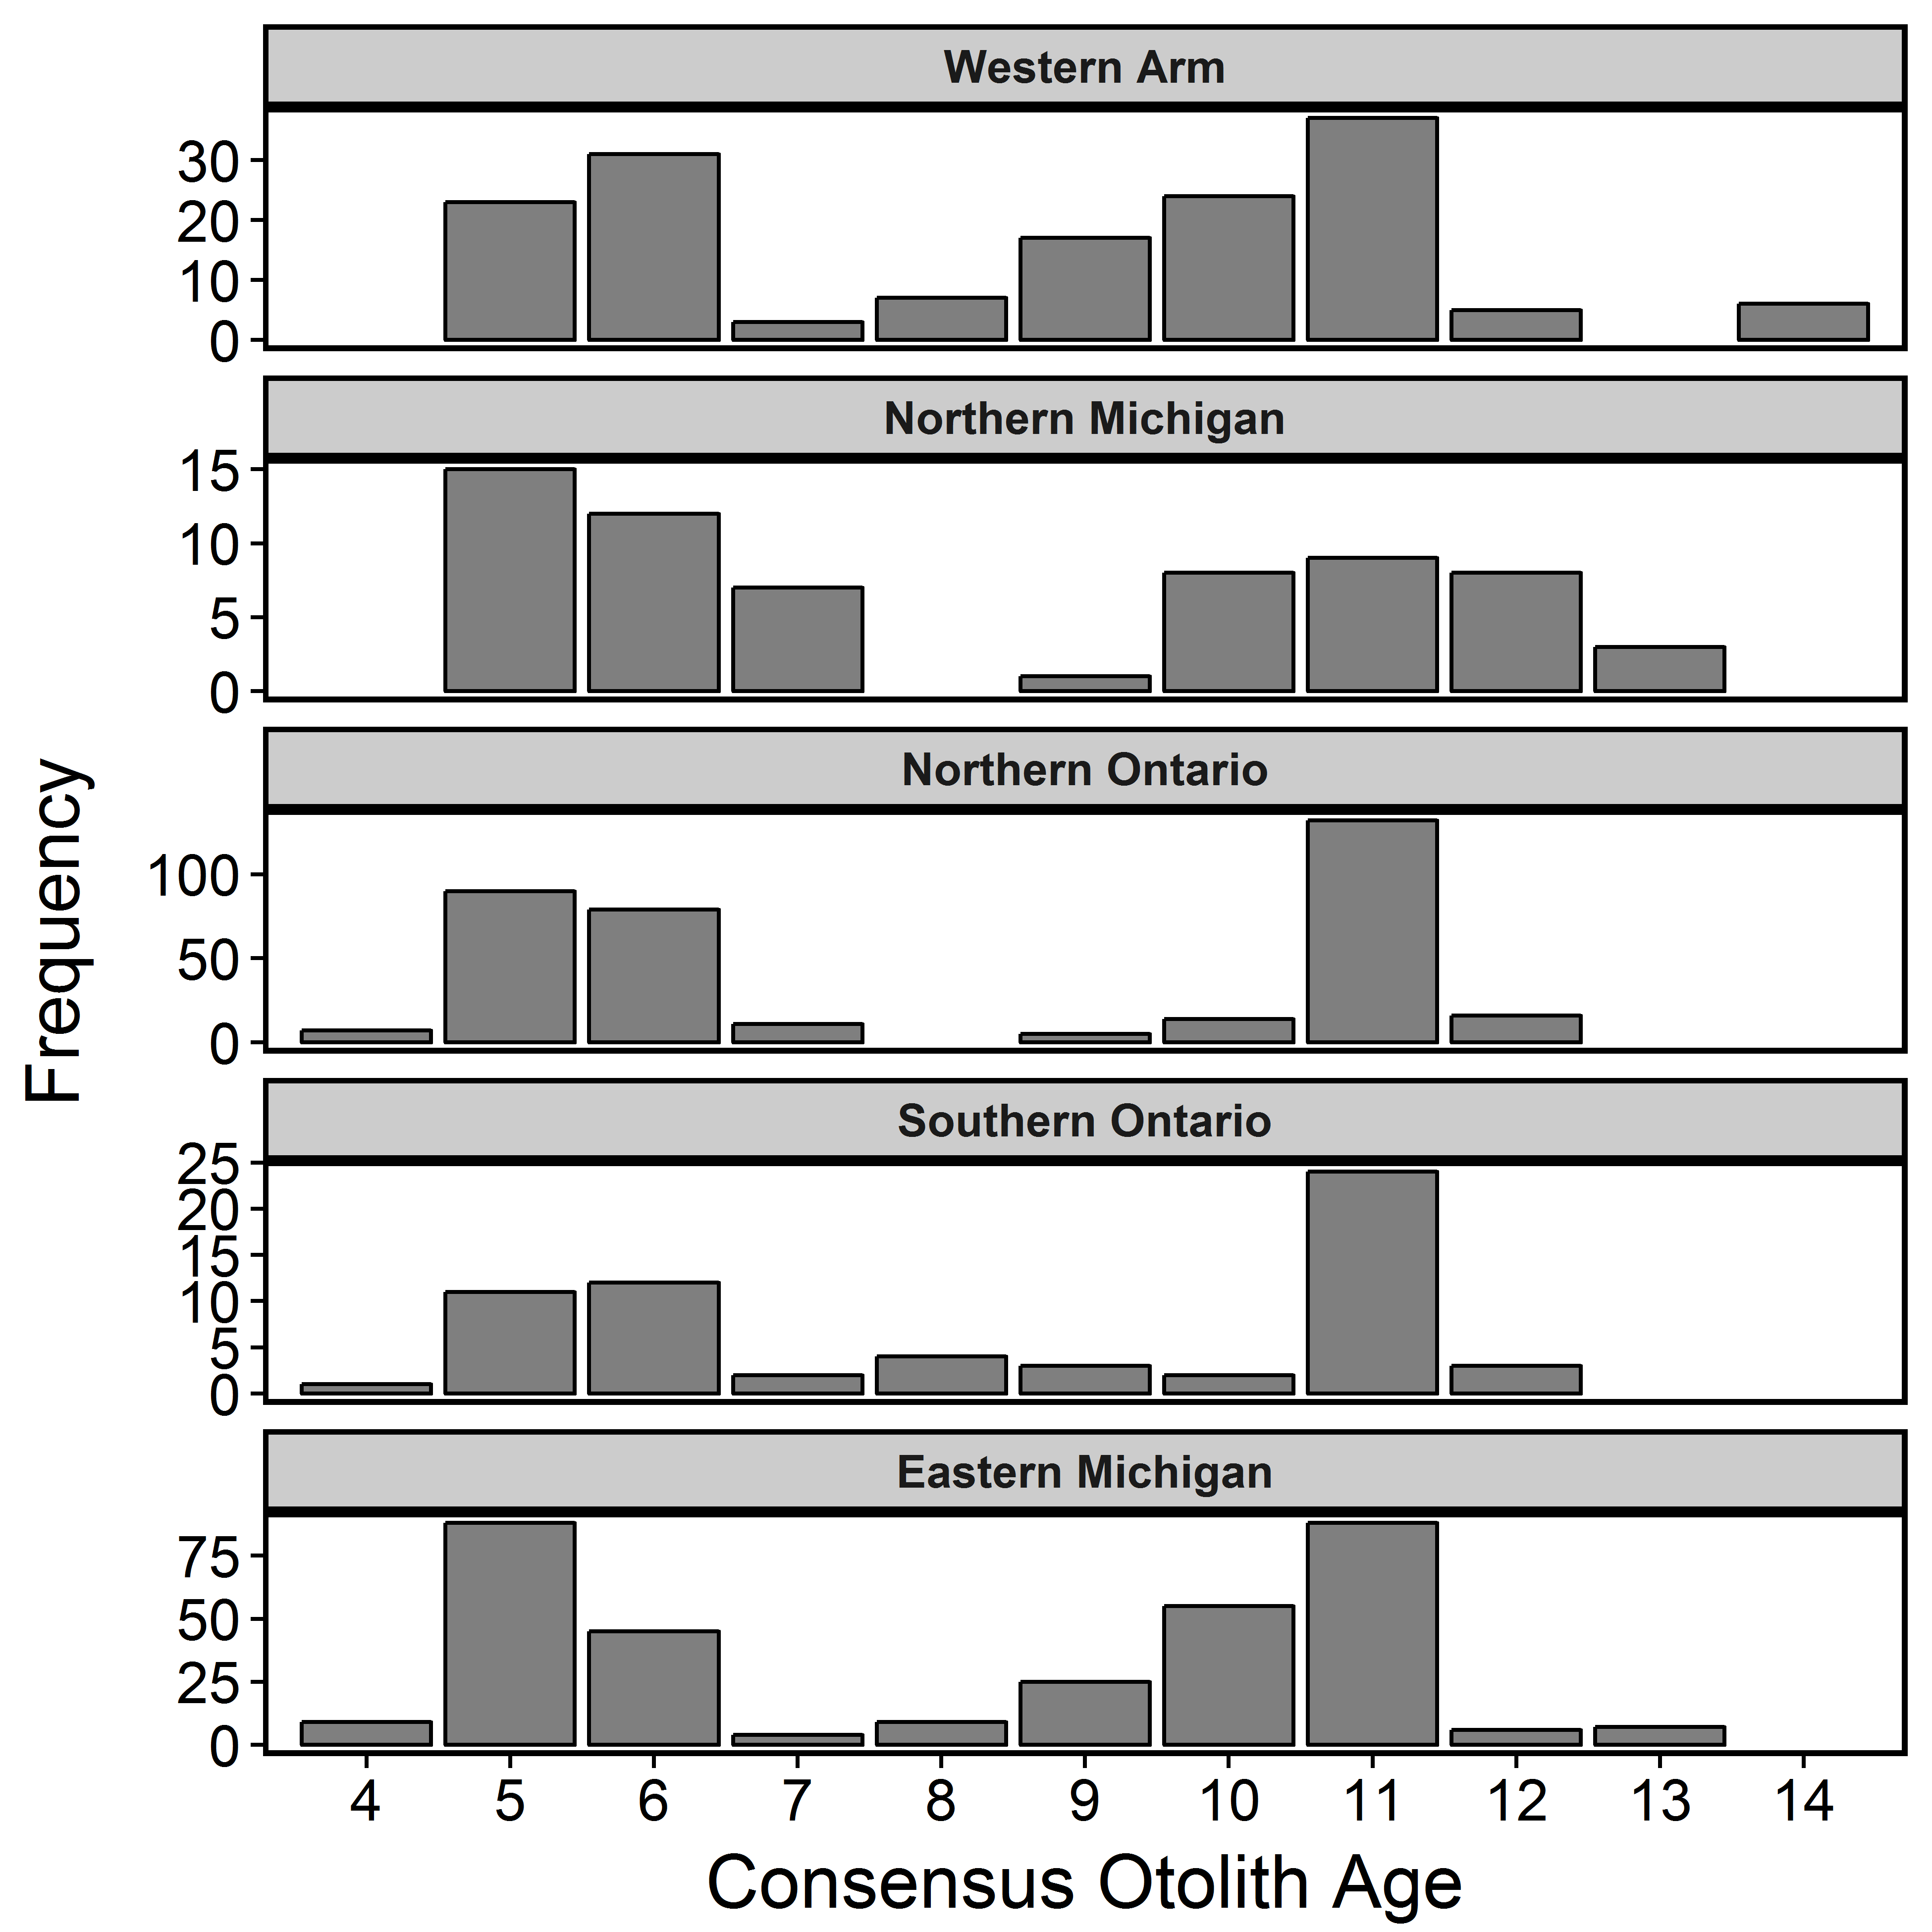 Western Arm
30
20
10
0
Northern Michigan
15
10
5
0
Northern Ontario
100
50
0
Southern Ontario
25
20
15
10
5
0
Eastern Michigan
75
50
25
0
4 5 6 7 8 9 10 11 12 13 14
Consensus Otolith Age
Frequency